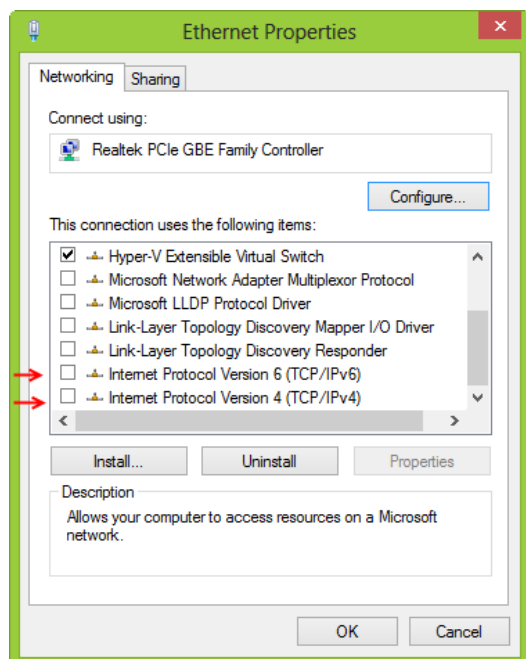 Ethernet Properties
Networking
Sharing
Connect using:
Realtek PCIe GBE Family Controller
Configure...
This connection uses the following items:
Hyper-V Extensible Virtual Switch
Microsoft Network Adapter Multiplexor Protocol
Microsoft LLDP Protocol Driver
Link-Layer Topology Discovery Mapper I/O Driver
Link-Layer Topology Discovery Responder
Internet Protocol Version 6 (TCP/IPv6)
Internet Protocol Version 4 (TCP/IPv4)
Install...
Uninstall
Properties
Description
Allows your computer to access resources on a Microsoft
network.
OK
Cancel